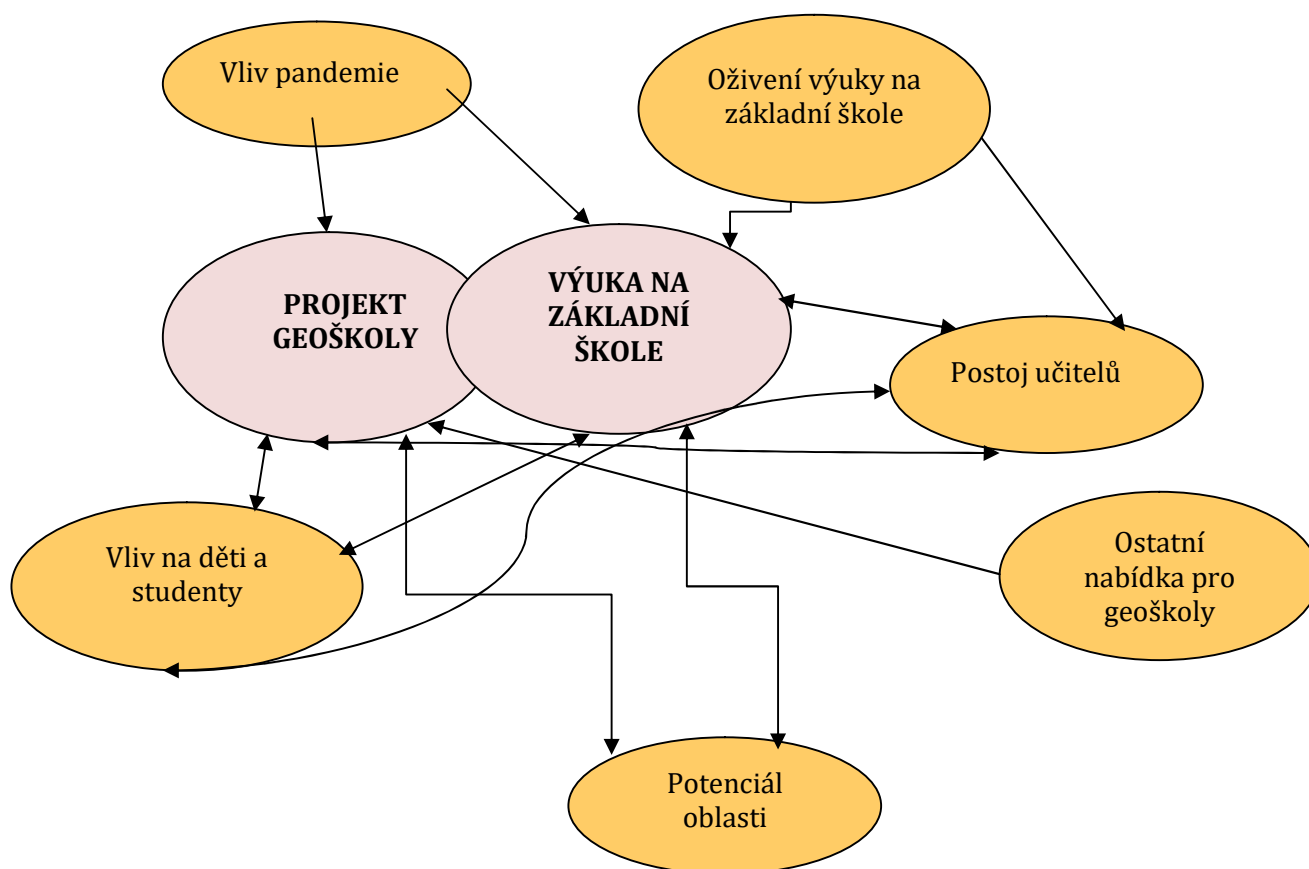 Vliv pandemie
Oživení výuky na
základní škole
PROJEKT
GEOŠKOLY
VÝUKA NA
ZÁKLADNÍ
ŠKOLE
Postoj učitelů
Vliv na děti a
studenty
Ostatní
nabídka pro
geoškoly
Potenciál
oblasti